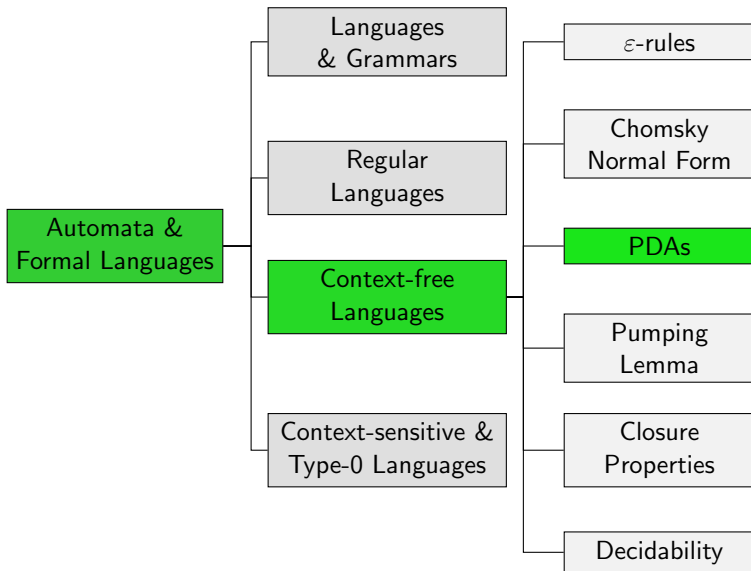 Automata &
Formal Languages
Languages
& Grammars
Regular
Languages
Context-free
Languages
Context-sensitive &
Type-0 Languages
ε-rules
Chomsky
Normal Form
PDAs
Pumping
Lemma
Closure
Properties
Decidability